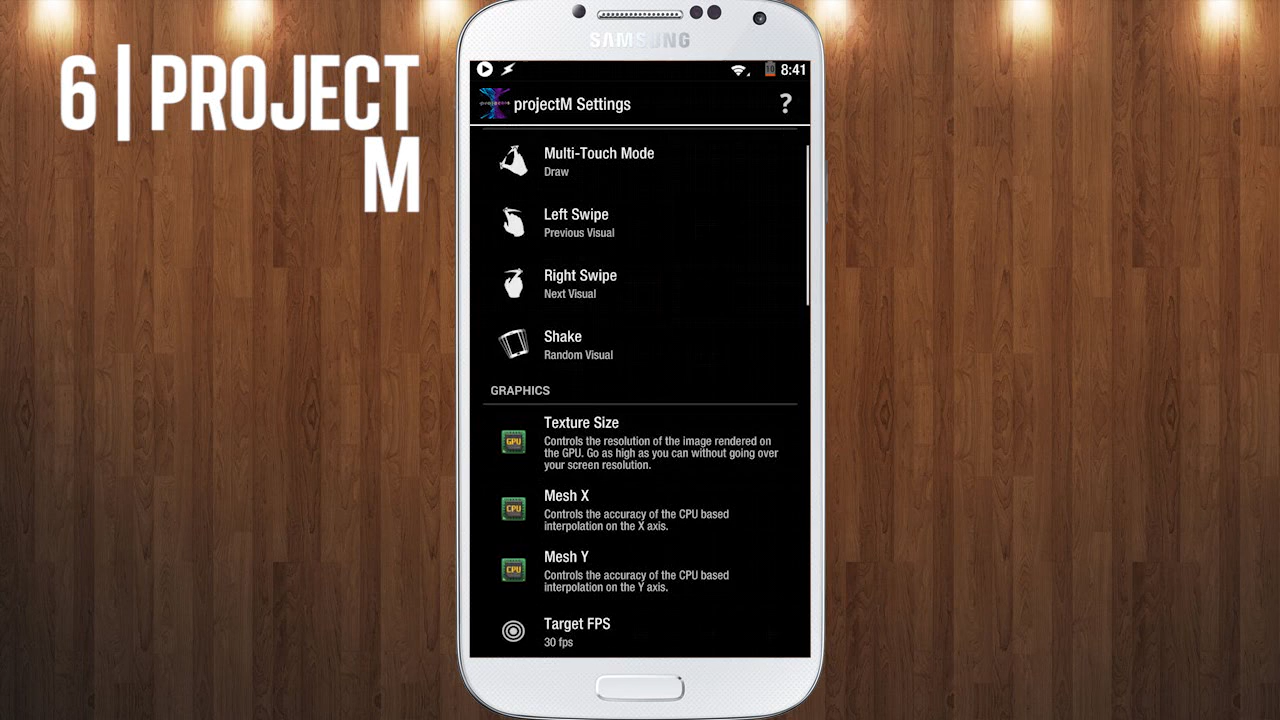 6 | PROJECT
M
SAMSUNG
8:41
projectM Settings
?
Multi-Touch Mode
Draw
Left Swipe
Previous Visual
Right Swipe
Next Visual
Shake
Random Visual
GRAPHICS
GPU
Texture Size
Controls the resolution of the image rendered on
the GPU. Go as high as you can without going over
your screen resolution.
CPU
Mesh X
Controls the accuracy of the CPU based
interpolation on the X axis.
CPU
Mesh Y
Controls the accuracy of the CPU based
interpolation on the Y axis.
Target FPS
30 fps